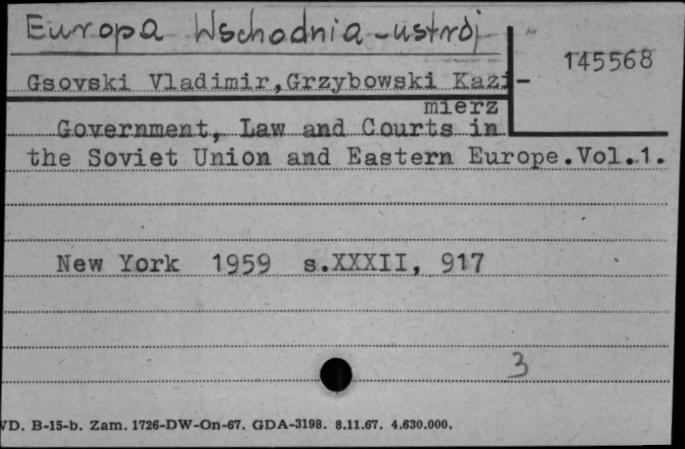 Europa Wschodnia-ustrój
145568
Gsovski Vladimir,Grzybowski Kazi-
mierz
Government, Law and Courts in
the Soviet Union and Eastern Europe.Vol.1.
New York 1959 s.XXXII, 917
3
VD. B-15-b. Zam. 1726-DW-On-67. GDA-3198. 8.11.67. 4.630.000.